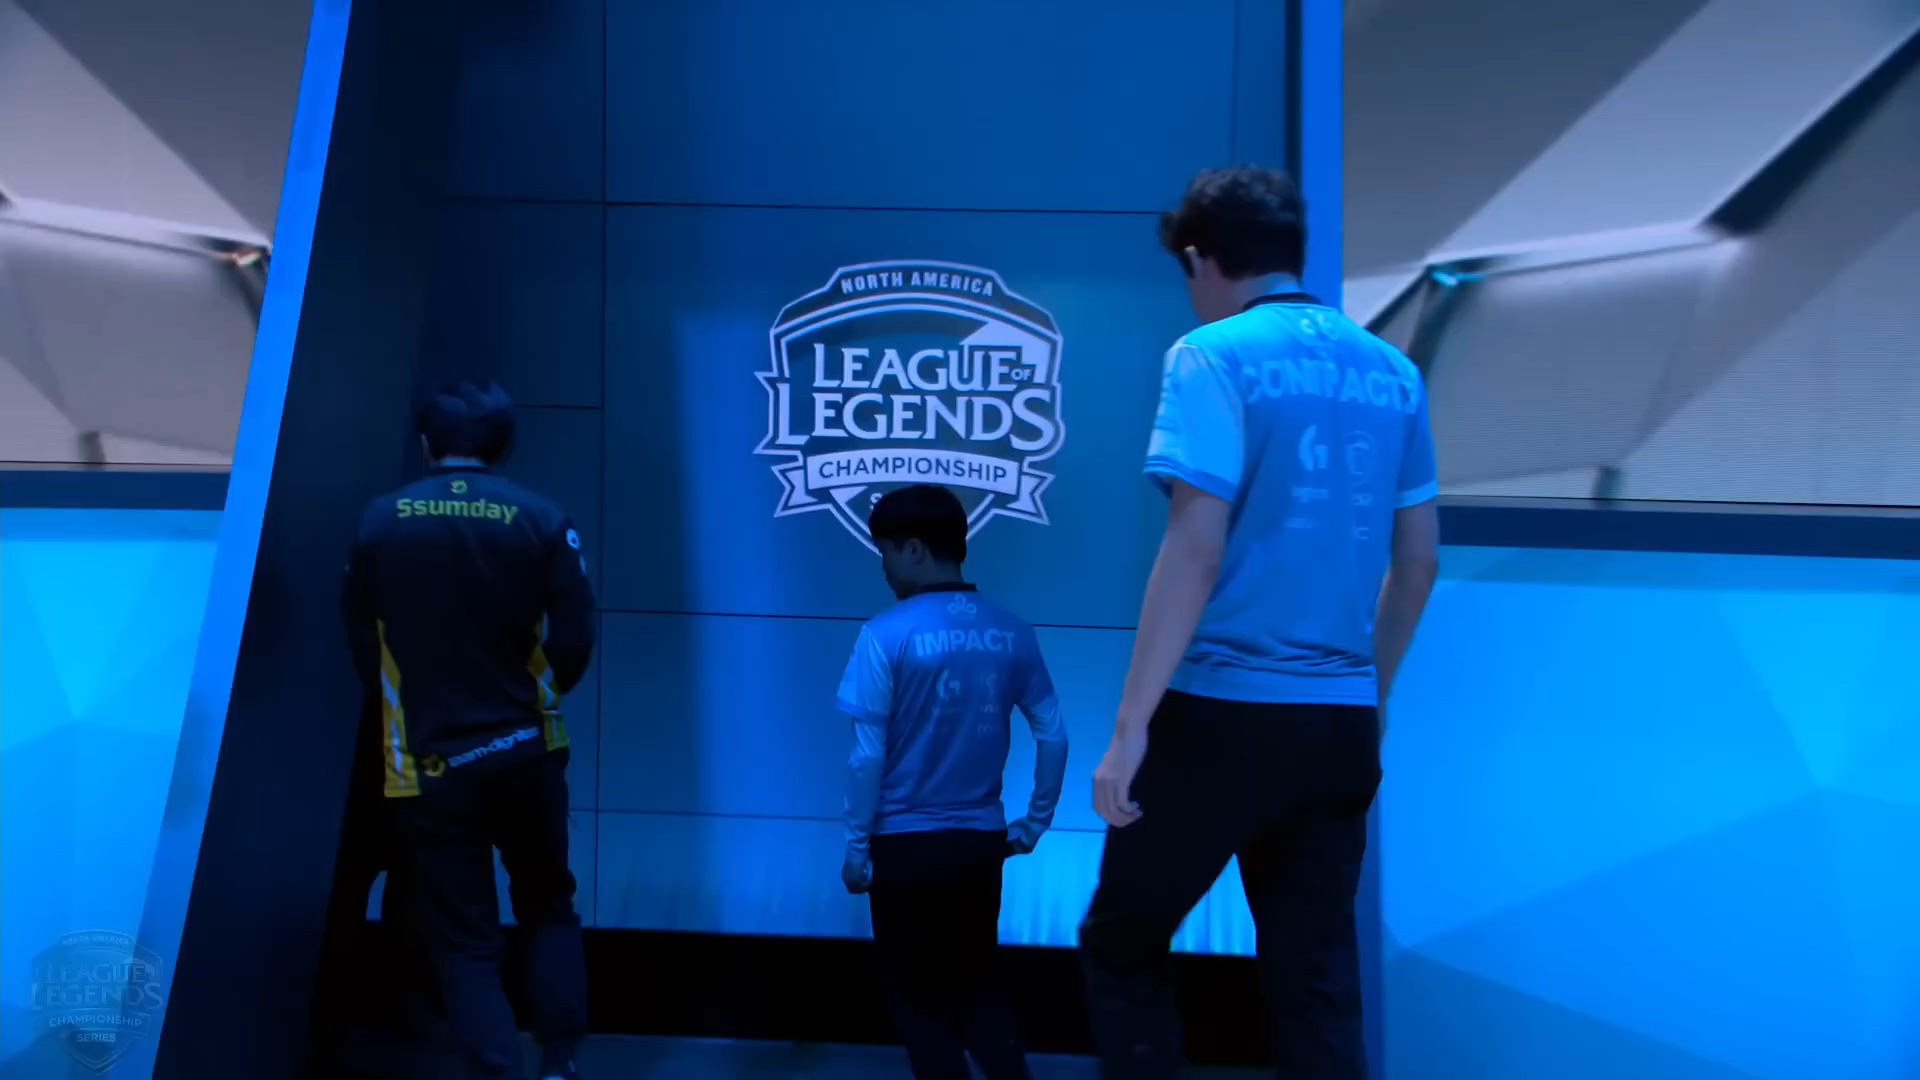 NORTH AMERICA
LEAGUE OF
LEGENDS
CHAMPIONSHIP
S
Ssumday
team-dignitas
IMPACT
CONTRACTZ
NORTH AMERICA
LEAGUE OF
LEGENDS
CHAMPIONSHIP
SERIES